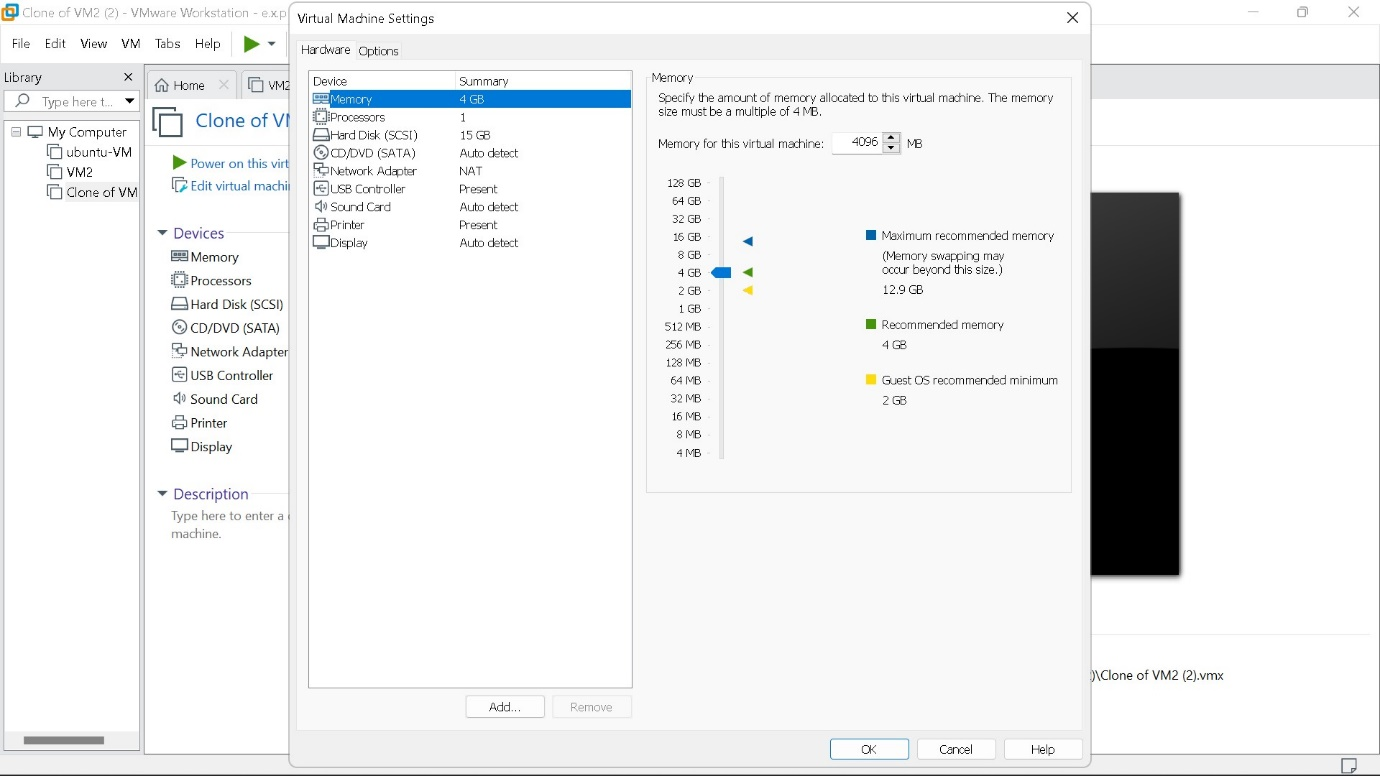 Clone of VM2 (2) - VMware Workstation - e.x.p
File Edit View VM Tabs Help
Library
Type here t...
My Computer
ubuntu-VM
VM2
Clone of VM
Home
VM2
Clone of VM
Power on this virt
Edit virtual machi
Devices
Memory
Processors
Hard Disk (SCSI)
CD/DVD (SATA)
Network Adapter
USB Controller
Sound Card
Printer
Display
Description
Type here to enter a
machine.
Virtual Machine Settings
Hardware Options
Device Summary
Memory 4 GB
Processors 1
Hard Disk (SCSI) 15 GB
CD/DVD (SATA) Auto detect
Network Adapter NAT
USB Controller Present
Sound Card Auto detect
Printer Present
Display Auto detect
Add... Remove
Memory
Specify the amount of memory allocated to this virtual machine. The memory
size must be a multiple of 4 MB.
Memory for this virtual machine: 4096 MB
128 GB
64 GB
32 GB
16 GB
8 GB
4 GB
2 GB
1 GB
512 MB
256 MB
128 MB
64 MB
32 MB
16 MB
8 MB
4 MB
Maximum recommended memory
(Memory swapping may
occur beyond this size.)
12.9 GB
Recommended memory
4 GB
Guest OS recommended minimum
2 GB
OK Cancel Help
)\Clone of VM2 (2).vmx